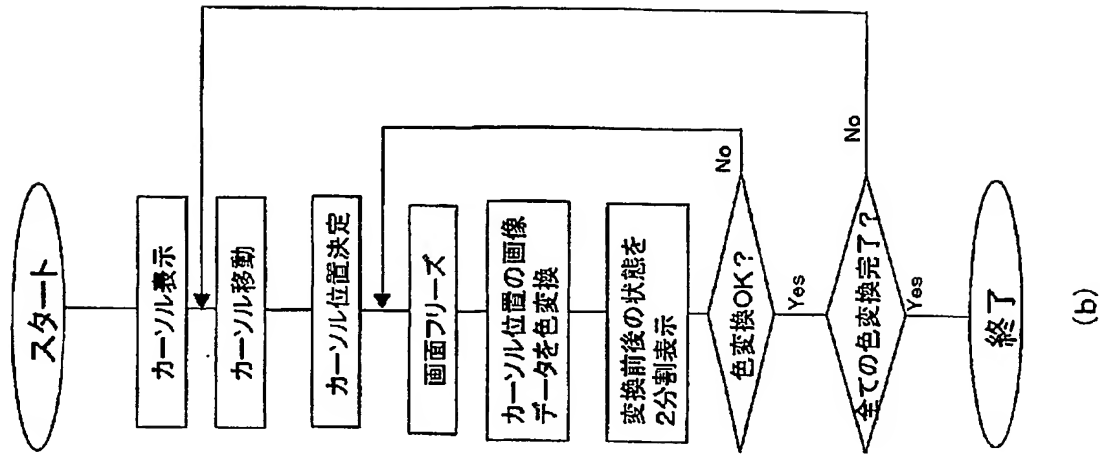 スタート
カーソル表示
カーソル移動
カーソル位置決定
画面フリーズ
カーソル位置の画像
データを色変換
変換前後の状態を
2分割表示
色変換OK?
No
Yes
全ての色変換完了?
No
Yes
終了
(b)